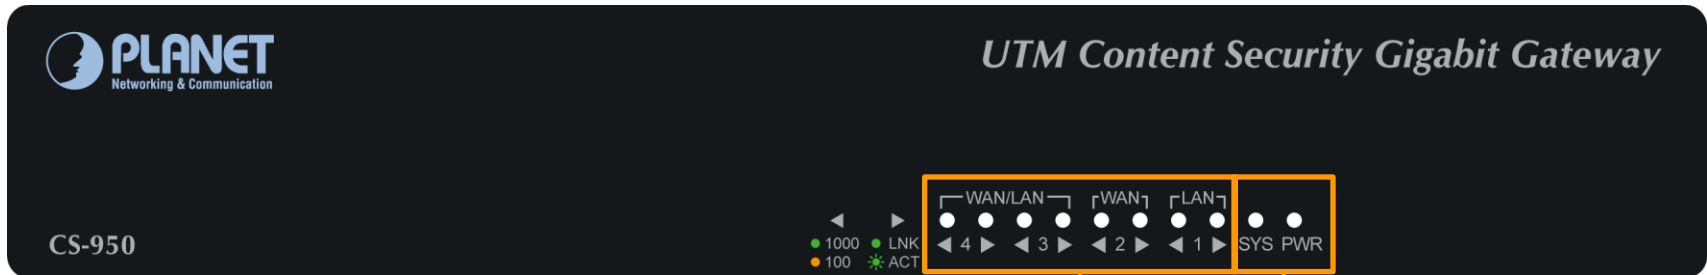 PLANET
Networking & Communication
UTM Content Security Gigabit Gateway
WAN/LAN WAN LAN
1000 LNK 4 3 2 1 SYS PWR
100 ACT
CS-950